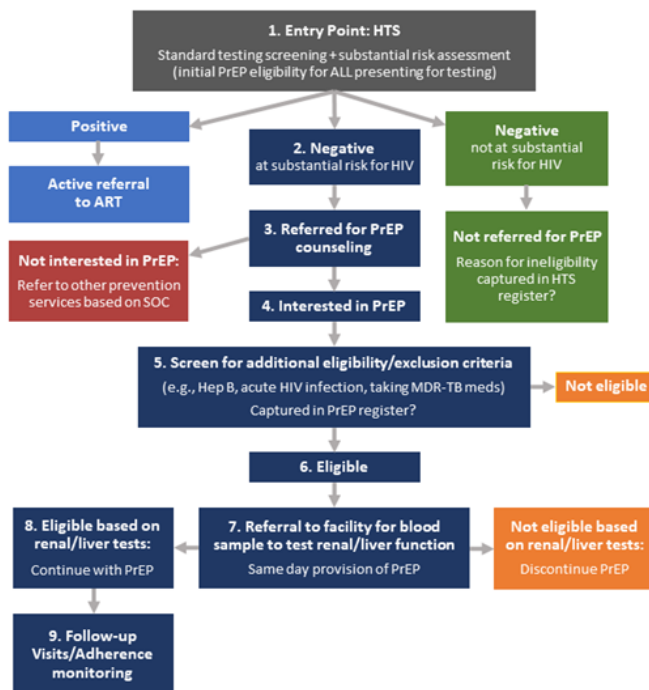 1. Entry Point: HTS
Standard testing screening + substantial risk assessment
(initial PrEP eligibility for ALL presenting for testing)
Positive
2. Negative
at substantial risk for HIV
Negative
not at substantial
risk for HIV
Active referral
to ART
3. Referred for PrEP
counseling
Not referred for PrEP
Reason for ineligibility
captured in HTS
register?
Not interested in PrEP:
Refer to other prevention
services based on SOC
4. Interested in PrEP
5. Screen for additional eligibility/exclusion criteria
(e.g., Hep B, acute HIV infection, taking MDR-TB meds)
Captured in PrEP register?
Not eligible
6. Eligible
8. Eligible based on
renal/liver tests:
Continue with PrEP
7. Referral to facility for blood
sample to test renal/liver function
Same day provision of PrEP
Not eligible based
on renal/liver tests:
Discontinue PrEP
9. Follow-up
Visits/Adherence
monitoring